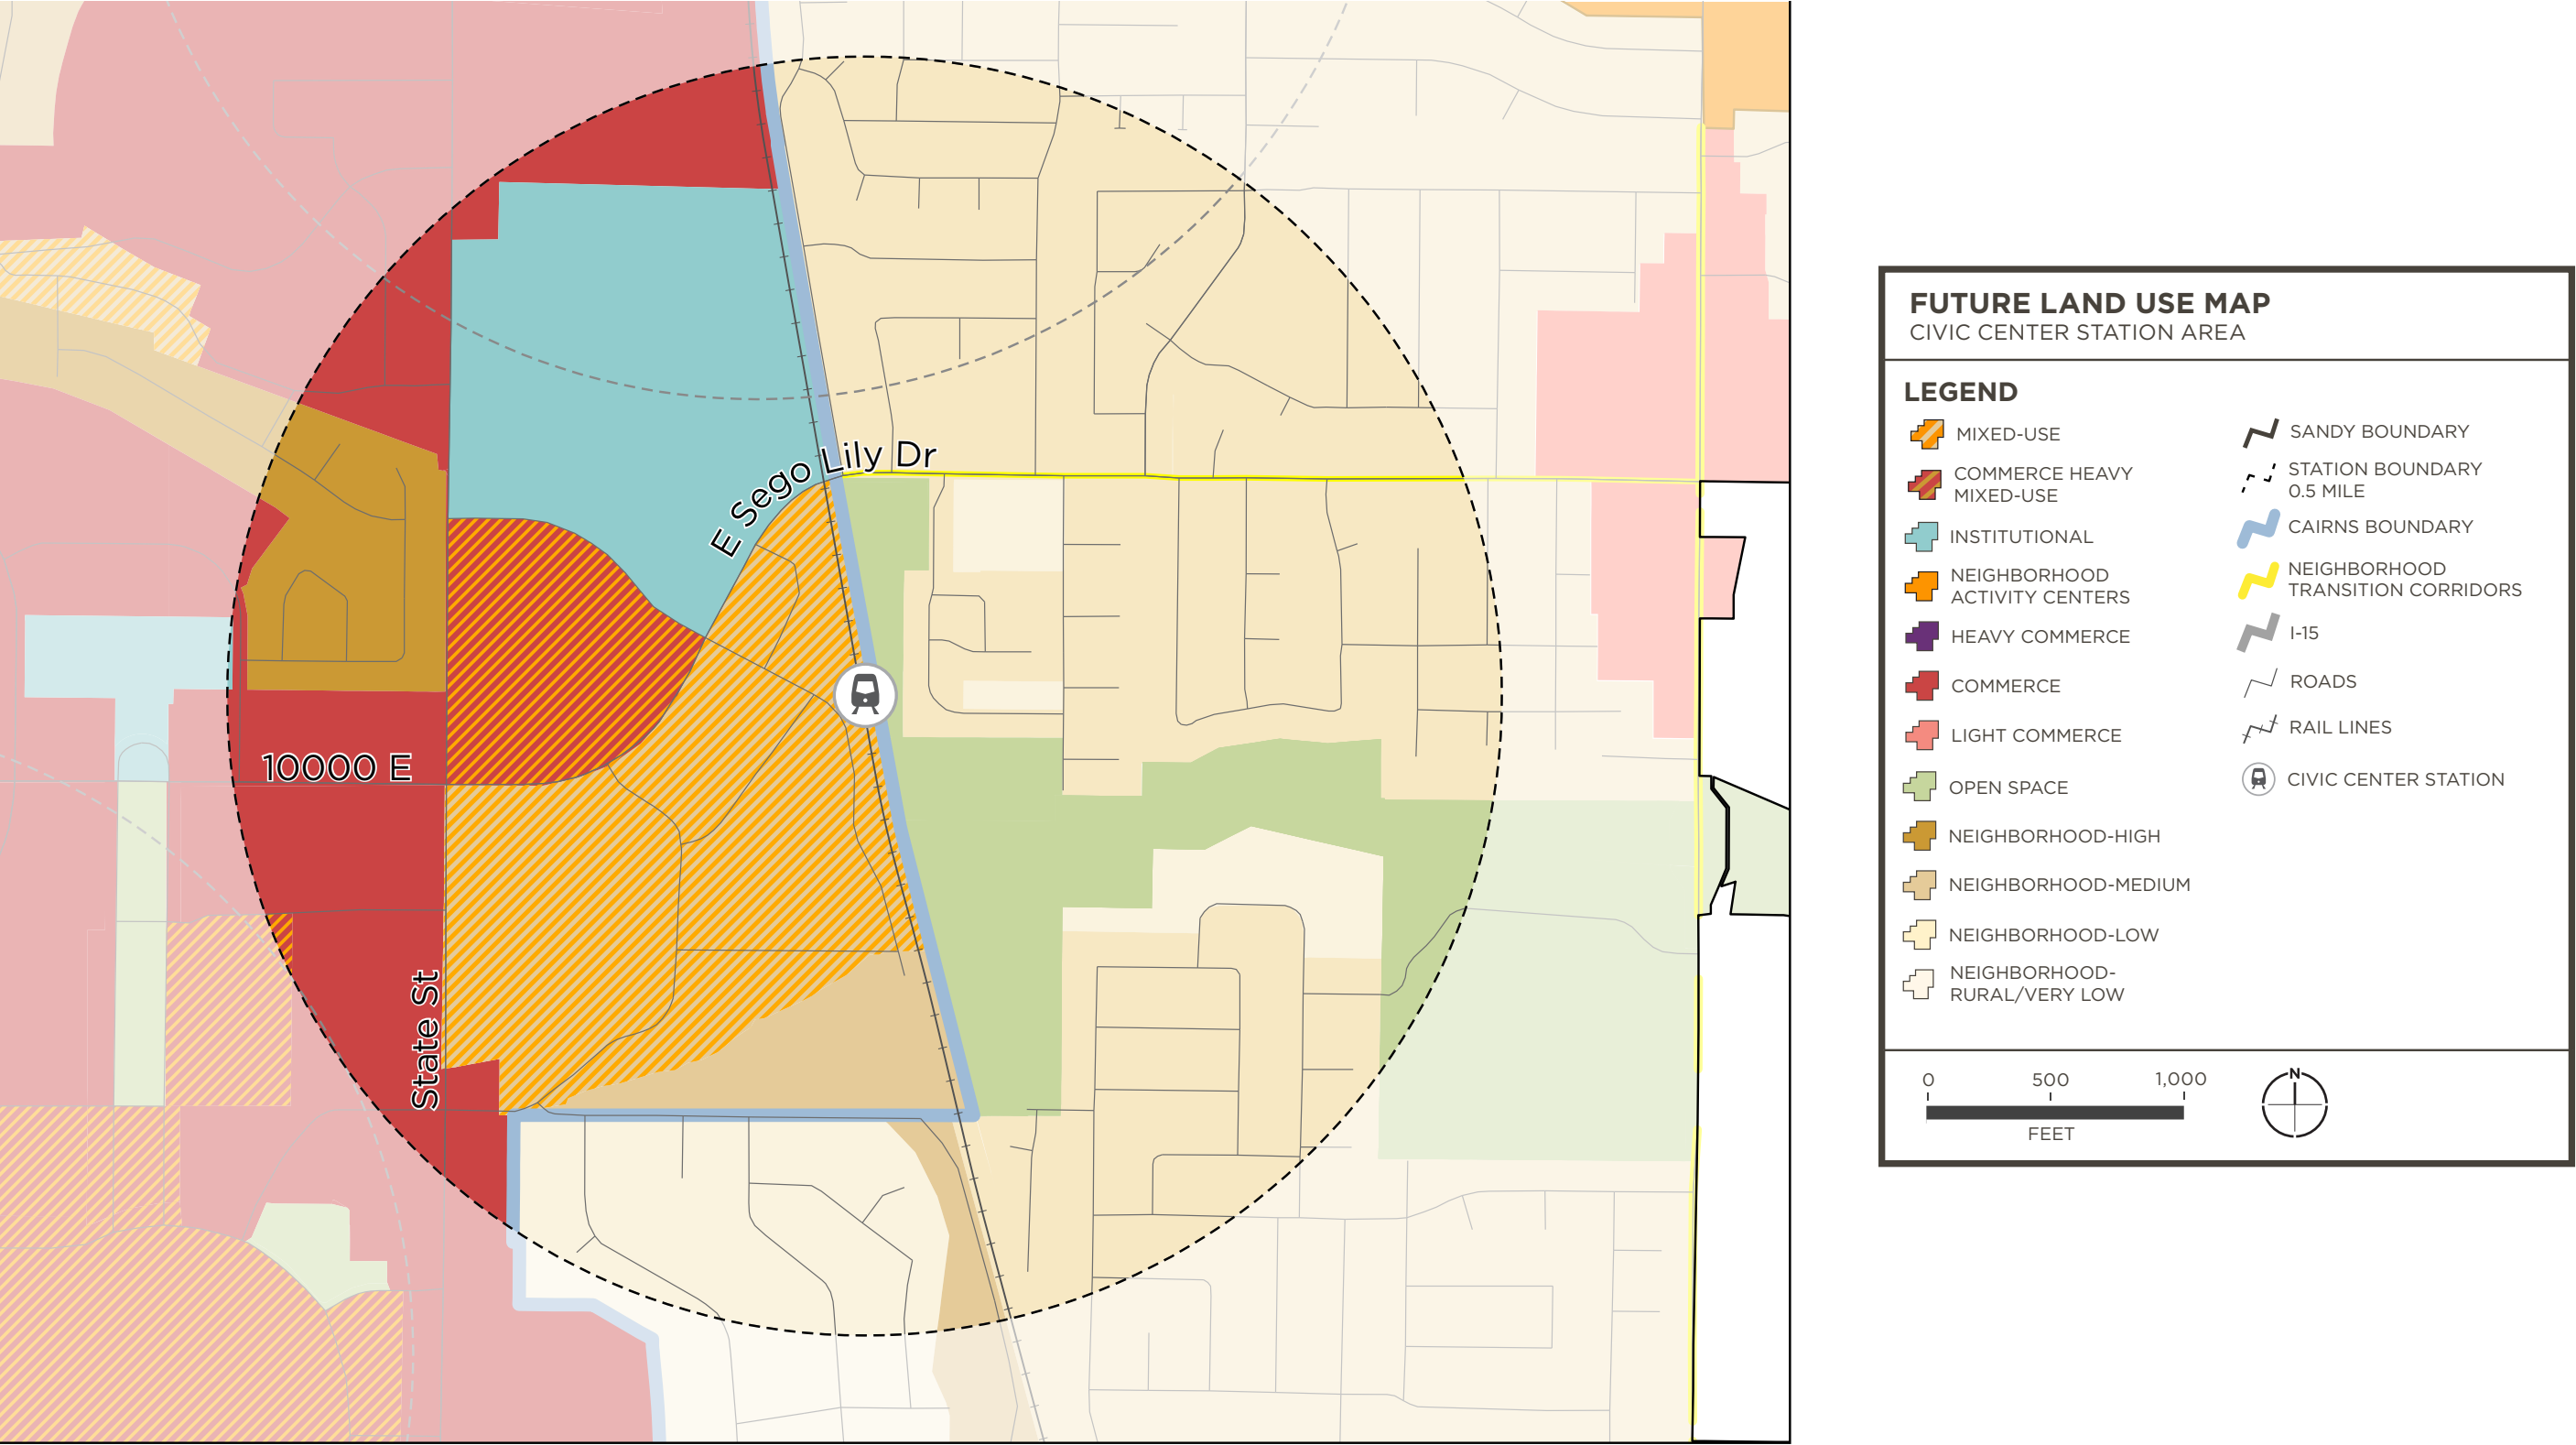 E Sego Lily Dr
10000 E
State St
FUTURE LAND USE MAP
CIVIC CENTER STATION AREA
LEGEND
MIXED-USE
COMMERCE HEAVY
MIXED-USE
INSTITUTIONAL
NEIGHBORHOOD
ACTIVITY CENTERS
HEAVY COMMERCE
COMMERCE
LIGHT COMMERCE
OPEN SPACE
NEIGHBORHOOD-HIGH
NEIGHBORHOOD-MEDIUM
NEIGHBORHOOD-LOW
NEIGHBORHOOD-
RURAL/VERY LOW
SANDY BOUNDARY
STATION BOUNDARY
0.5 MILE
CAIRNS BOUNDARY
NEIGHBORHOOD
TRANSITION CORRIDORS
I-15
ROADS
RAIL LINES
CIVIC CENTER STATION
0 500 1,000
FEET
N